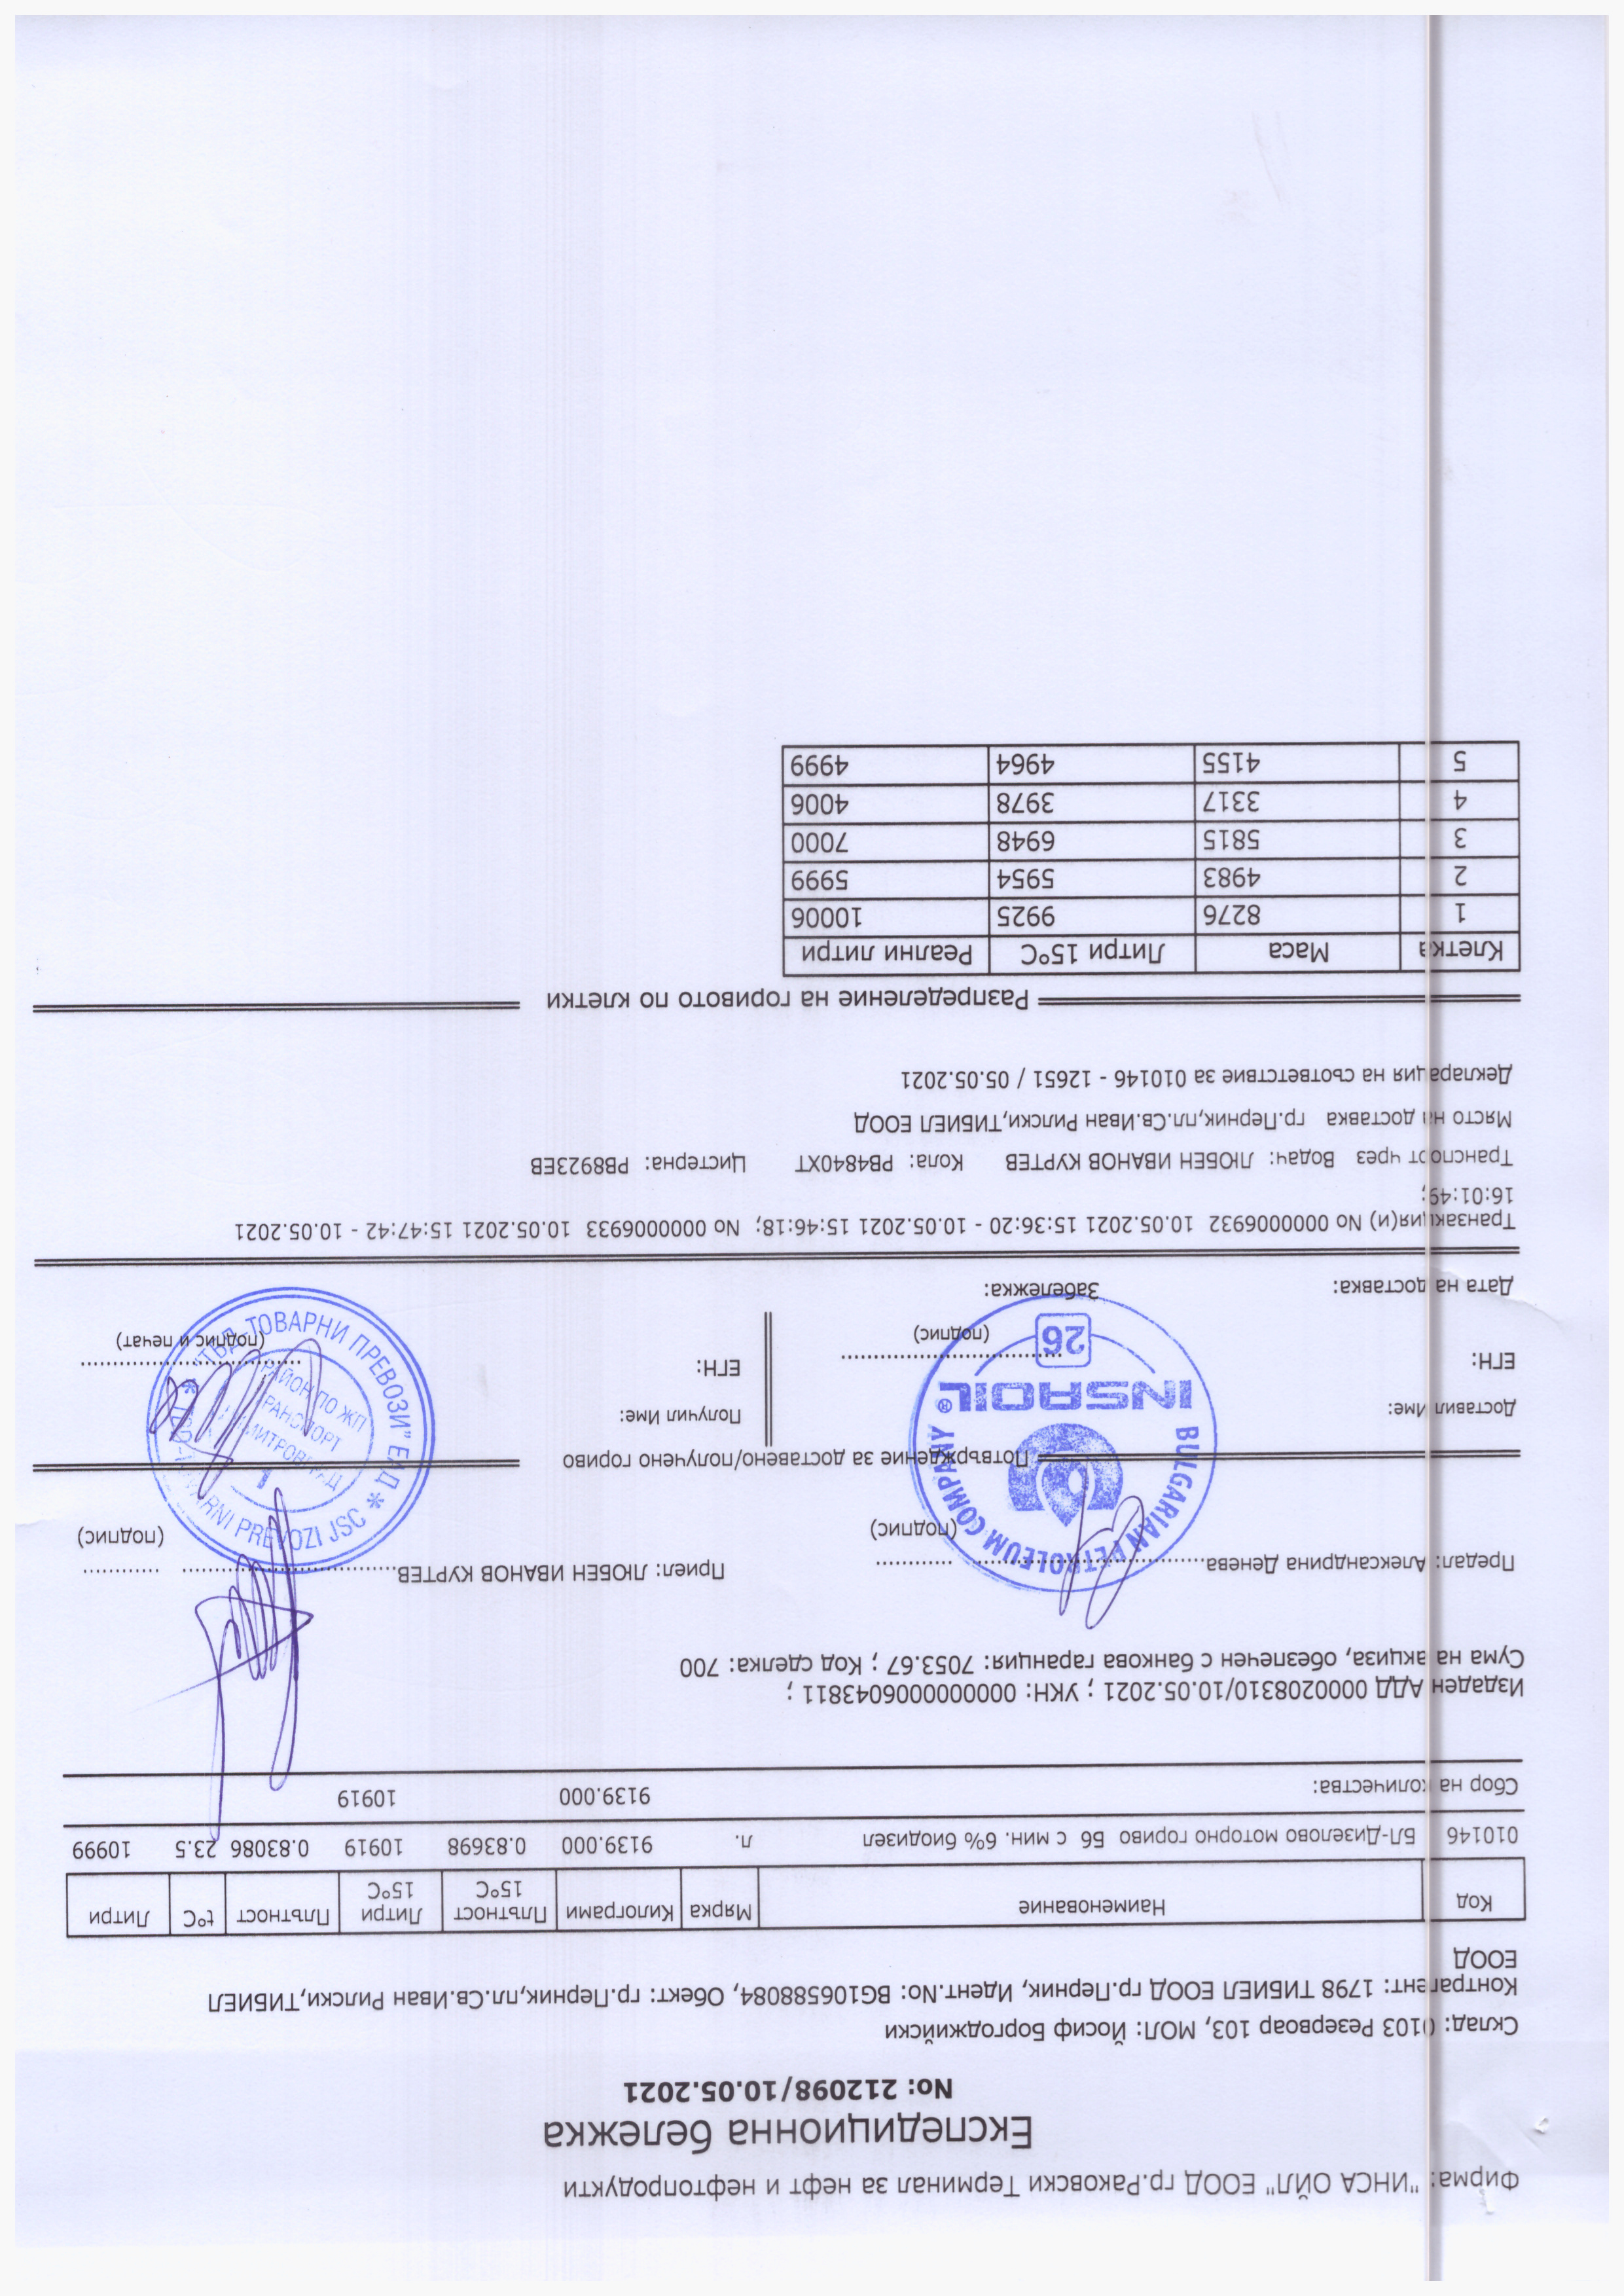 Фирма: "ИНСА ОЙЛ" ЕООД гр.Раковски Терминал за нефт и нефтопродукти
Експедиционна бележка
No: 212098/10.05.2021
Склад: 0103 Резервоар 103, МОЛ: Йосиф Боргоджийски
Контрагент: 1798 ТИБИЕЛ ЕООД гр.Перник, Идент.No: BG106588084, Обект: гр.Перник,пл.Св.Иван Рилски,ТИБИЕЛ
ЕООД
Код Наименование Мярка Килограми Плътност 15°C Литри 15°C Плътност t°C Литри
010146 БЛ-Дизелово моторно гориво Б6 с мин. 6% биодизел л. 9139.000 0.83698 10919 0.83086 23.5 10999
Сбор на количества: 9139.000 10919
Издаден АДД 0000208310/10.05.2021 ; УКН: 0000000006043811 ;
Сума на акциза, обезпечен с банкова гаранция: 7053.67 ; Код сделка: 700
Предал: Александрина Денева.................................. ............ Приел: ЛЮБЕН ИВАНОВ КУРТЕВ.................................. ............
(подпис) (подпис)
Потвърждение за доставено/получено гориво
Доставил Име: Получил Име:
ЕГН: .................................. ЕГН: ..................................
(подпис) (подпис и печат)
Дата на доставка: Забележка:
BULGARIAN PETROLEUM COMPANY
INSAOIL®
26
ТБД-ТОВАРНИ ПРЕВОЗИ" ЕАД *
PREVOZI JSC *
РАЙОН ПО ЖП
Транзакция(и) No 0000006932 10.05.2021 15:36:20 - 10.05.2021 15:46:18; No 0000006933 10.05.2021 15:47:42 - 10.05.2021
16:01:49;
Транспорт чрез Водач: ЛЮБЕН ИВАНОВ КУРТЕВ Кола: PB4840XT Цистерна: PB8923EB
Място на доставка гр.Перник,пл.Св.Иван Рилски,ТИБИЕЛ ЕООД
Декларация на съответствие за 010146 - 12651 / 05.05.2021
Разпределение на горивото по клетки
Клетка Маса Литри 15°C Реални литри
1 8276 9925 10006
2 4983 5954 5999
3 5815 6948 7000
4 3317 3978 4006
5 4155 4964 4999